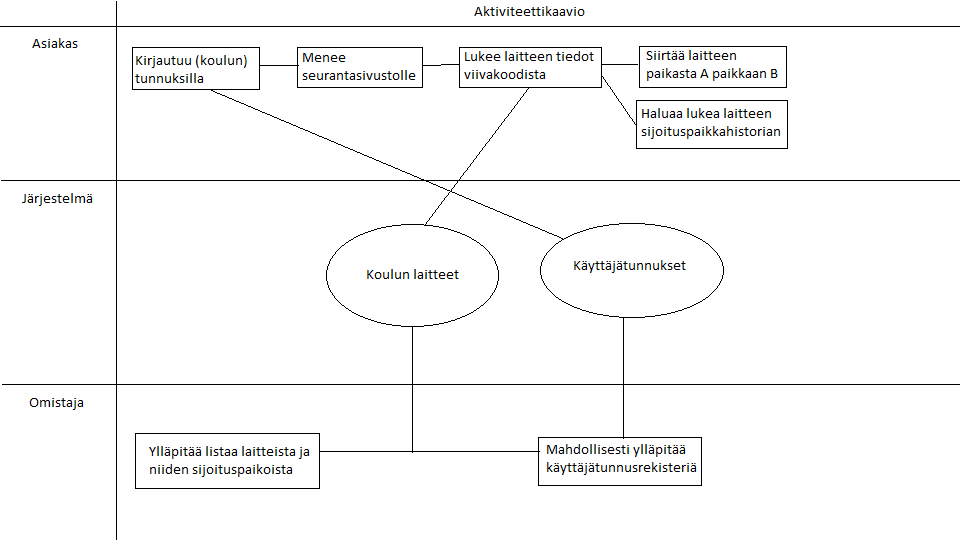 Aktiviteettikaavio
Asiakas
Kirjautuu (koulun)
tunnuksilla
Menee
seurantasivustolle
Lukee laitteen tiedot
viivakoodista
Siirtää laitteen
paikasta A paikkaan B
Haluaa lukea laitteen
sijoituspaikkahistorian
Järjestelmä
Koulun laitteet
Käyttäjätunnukset
Omistaja
Ylläpitää listaa laitteista ja
niiden sijoituspaikoista
Mahdollisesti ylläpitää
käyttäjätunnusrekisteriä